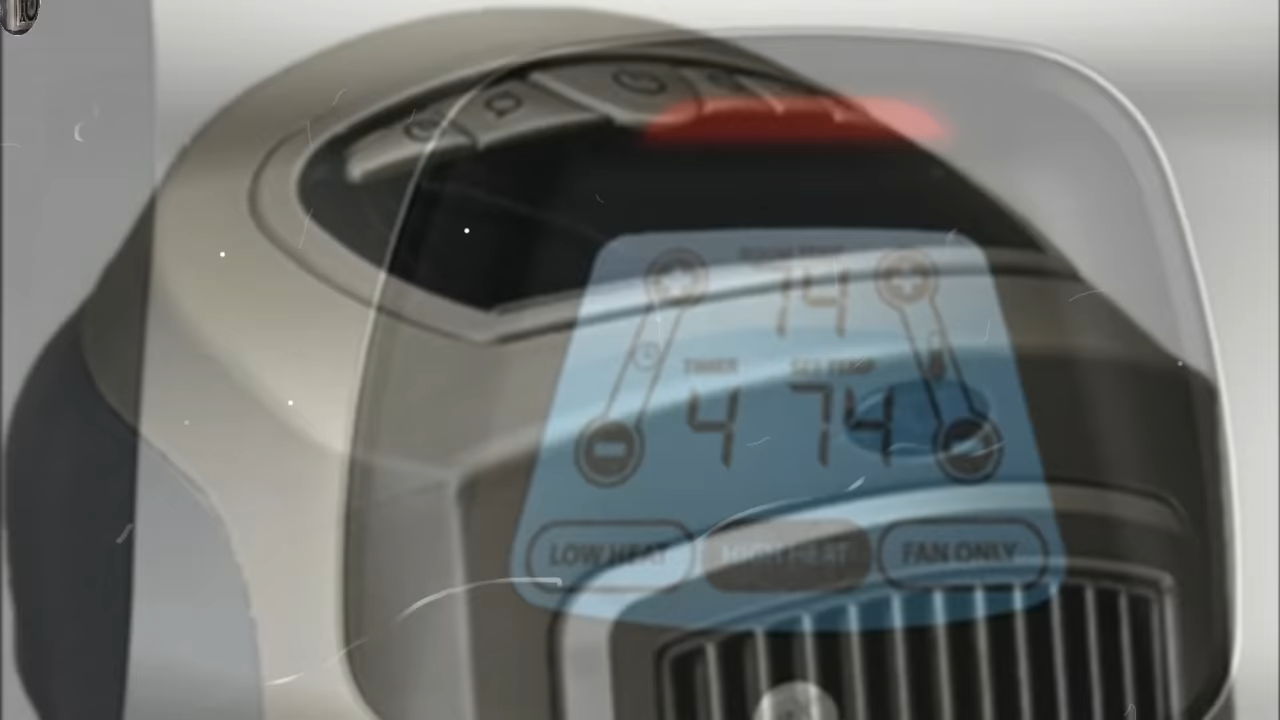 ROOM TEMP
74
TIMER SET TEMP
4 74
LOW HEAT HIGH HEAT FAN ONLY